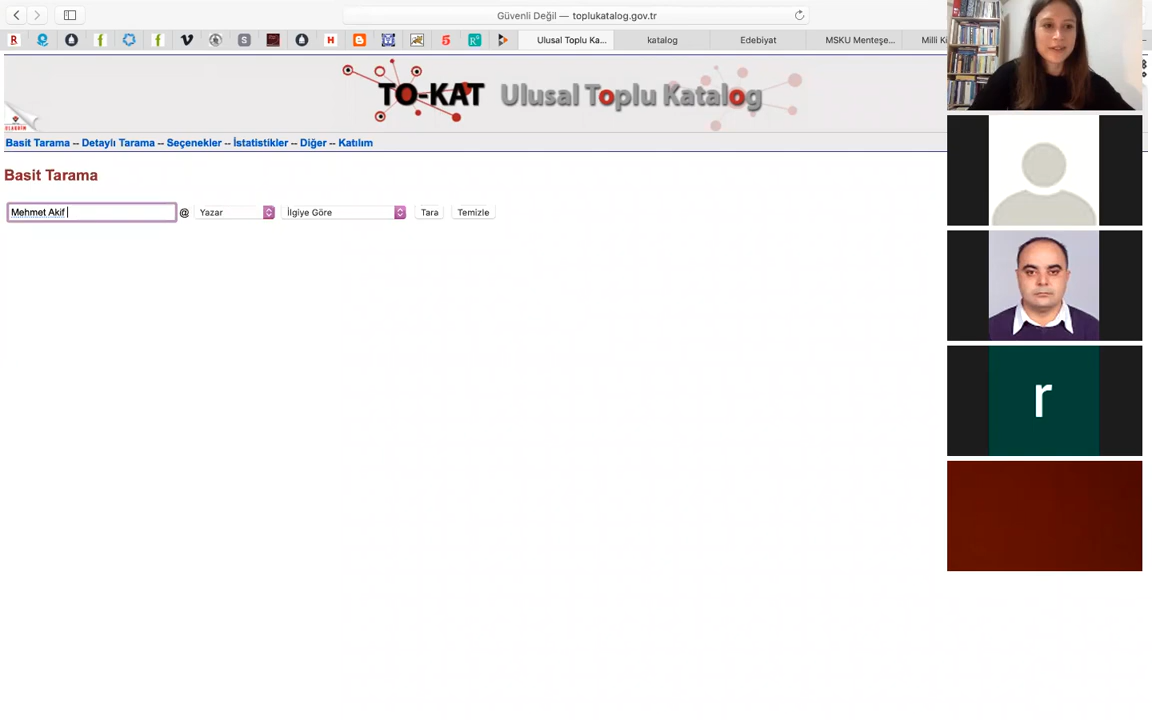 Güvenli Değil — toplukatalog.gov.tr
Ulusal Toplu Ka...
katalog
Edebiyat
MSKU Menteşe...
Milli Ki
TO-KAT Ulusal Toplu Katalog
Basit Tarama -- Detaylı Tarama -- Seçenekler -- İstatistikler -- Diğer -- Katılım
Basit Tarama
Mehmet Akif @ Yazar İlgiye Göre Tara Temizle
r